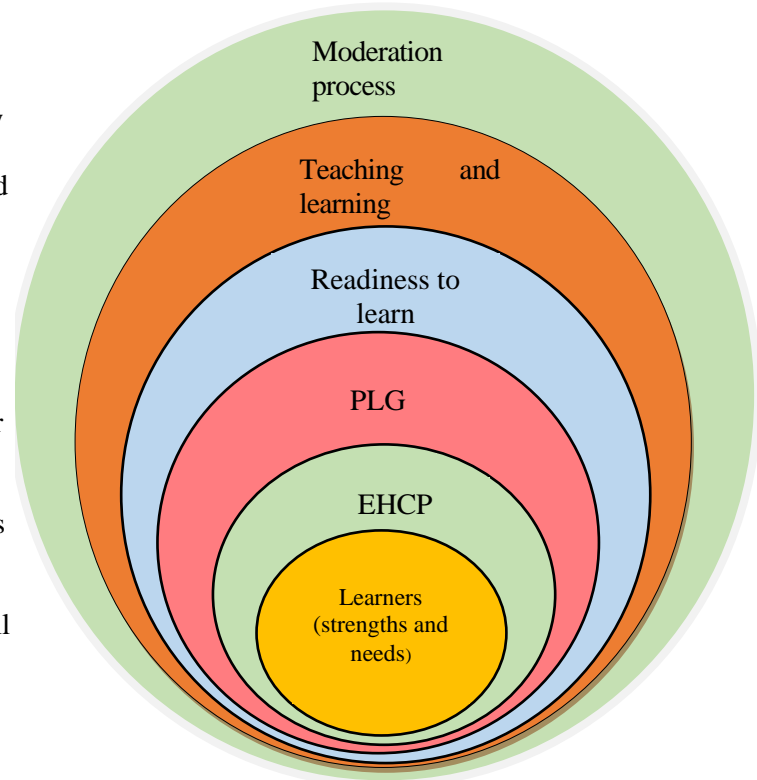 Moderation
process
Teaching and
learning
Readiness to
learn
PLG
EHCP
Learners
(strengths and
needs)